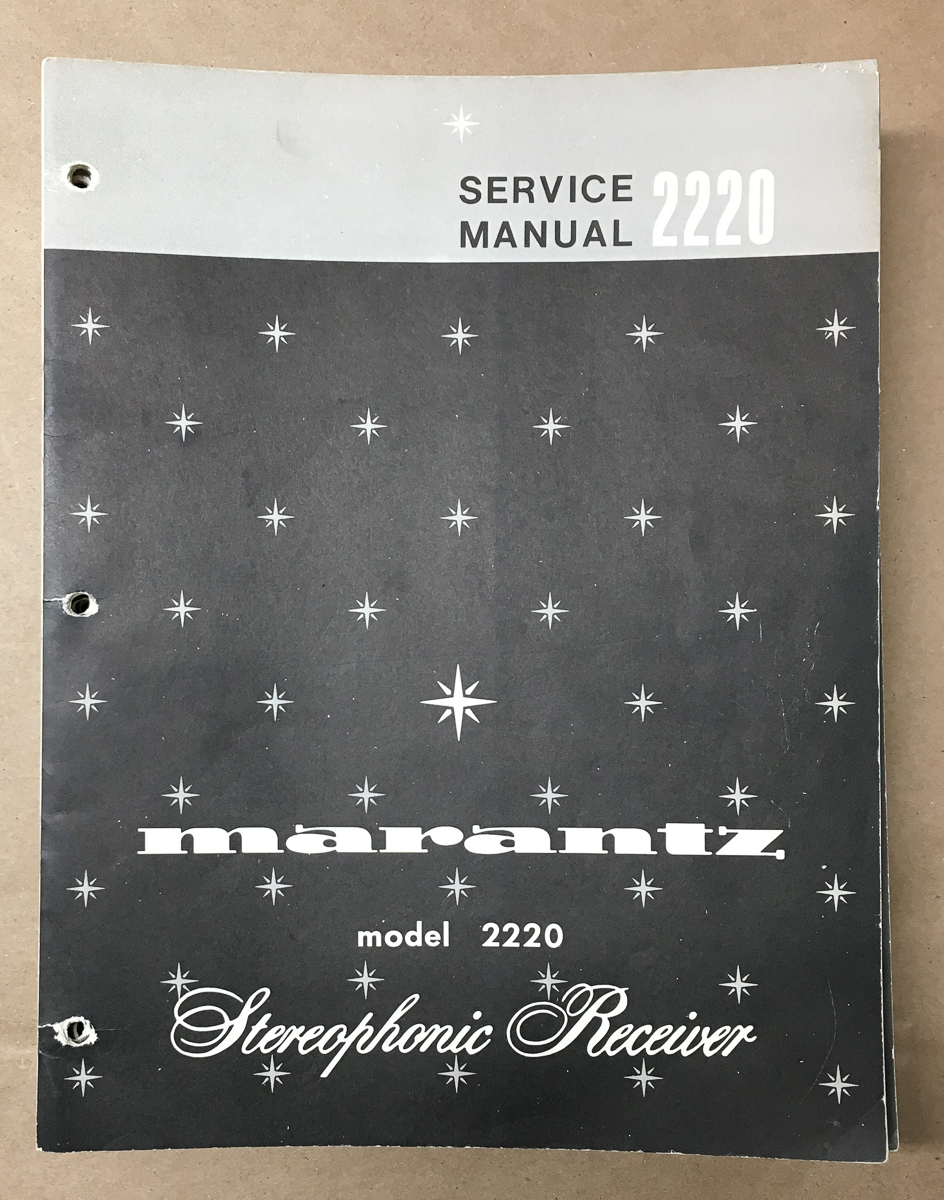 SERVICE
MANUAL 2220
marantz
model 2220
Stereophonic Receiver